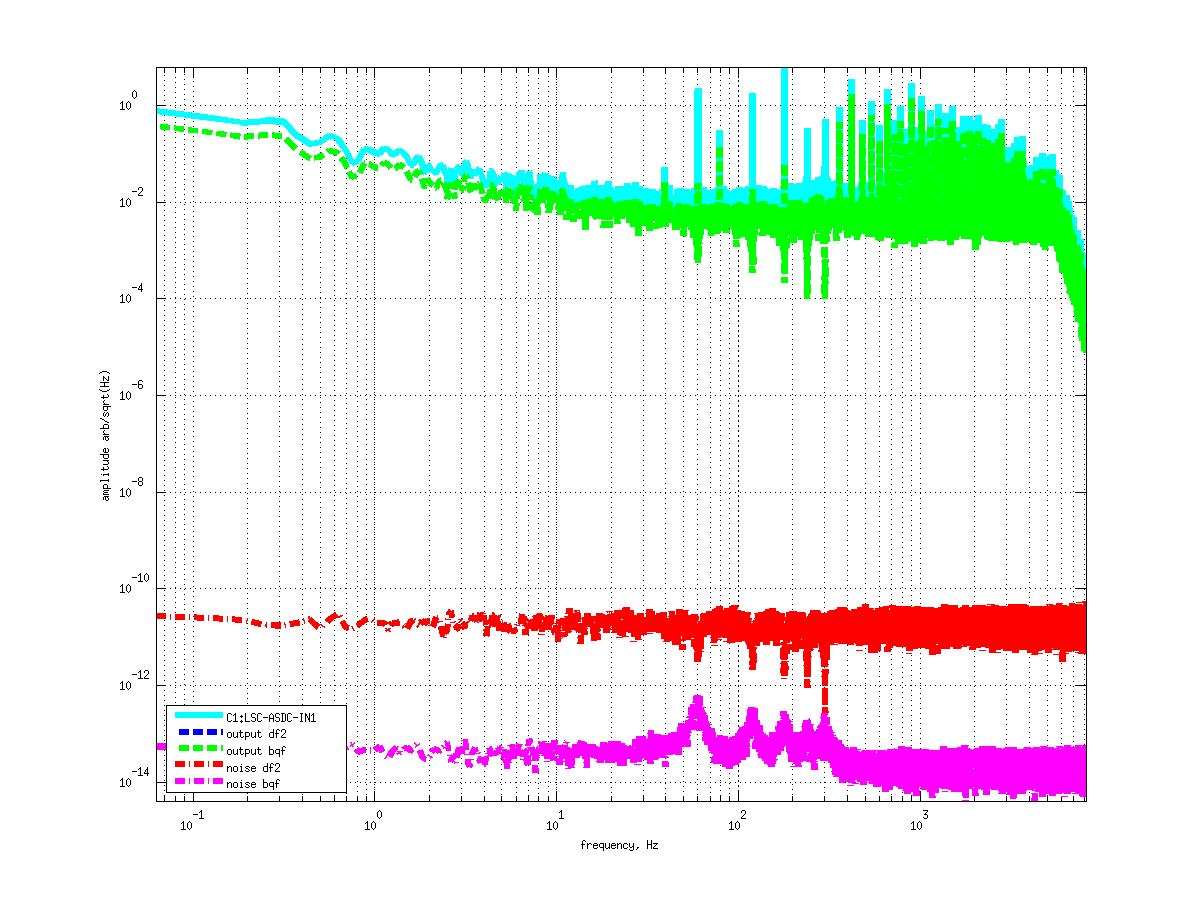 10^0
10^-2
10^-4
10^-6
10^-8
10^-10
10^-12
10^-14
amplitude arb/sqrt(Hz)
C1:LSC-ASDC-IN1
output df2
output bqf
noise df2
noise bqf
10^-1 10^0 10^1 10^2 10^3
frequency, Hz